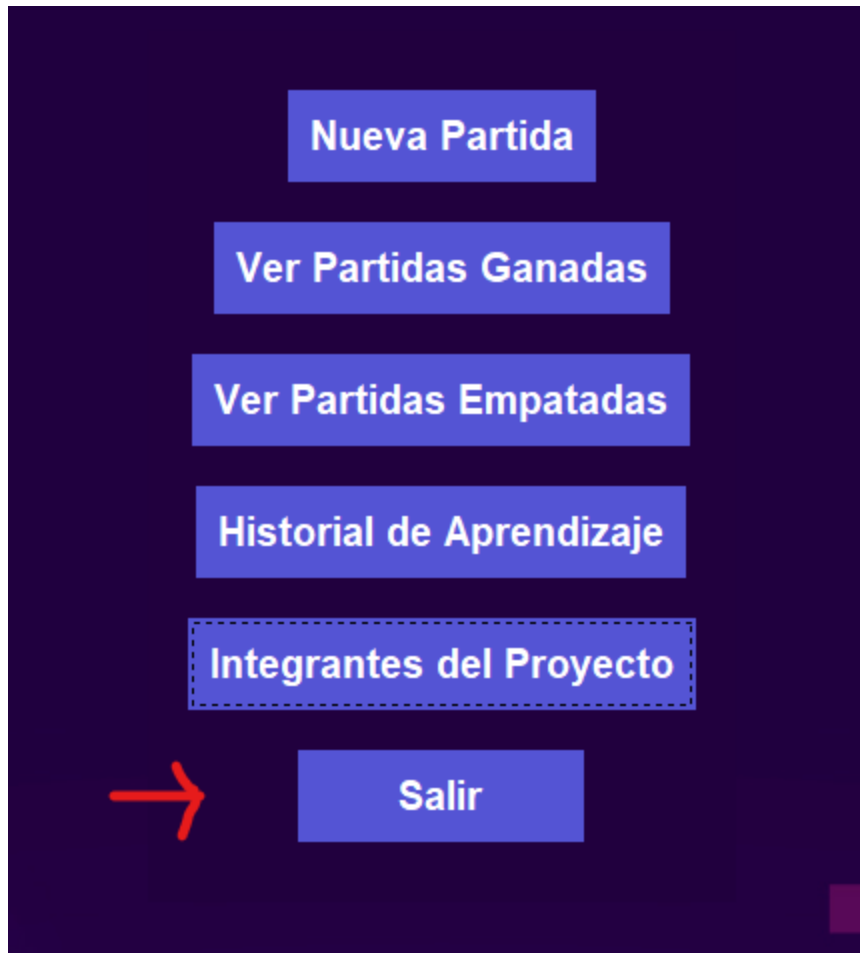 Nueva Partida
Ver Partidas Ganadas
Ver Partidas Empatadas
Historial de Aprendizaje
Integrantes del Proyecto
Salir